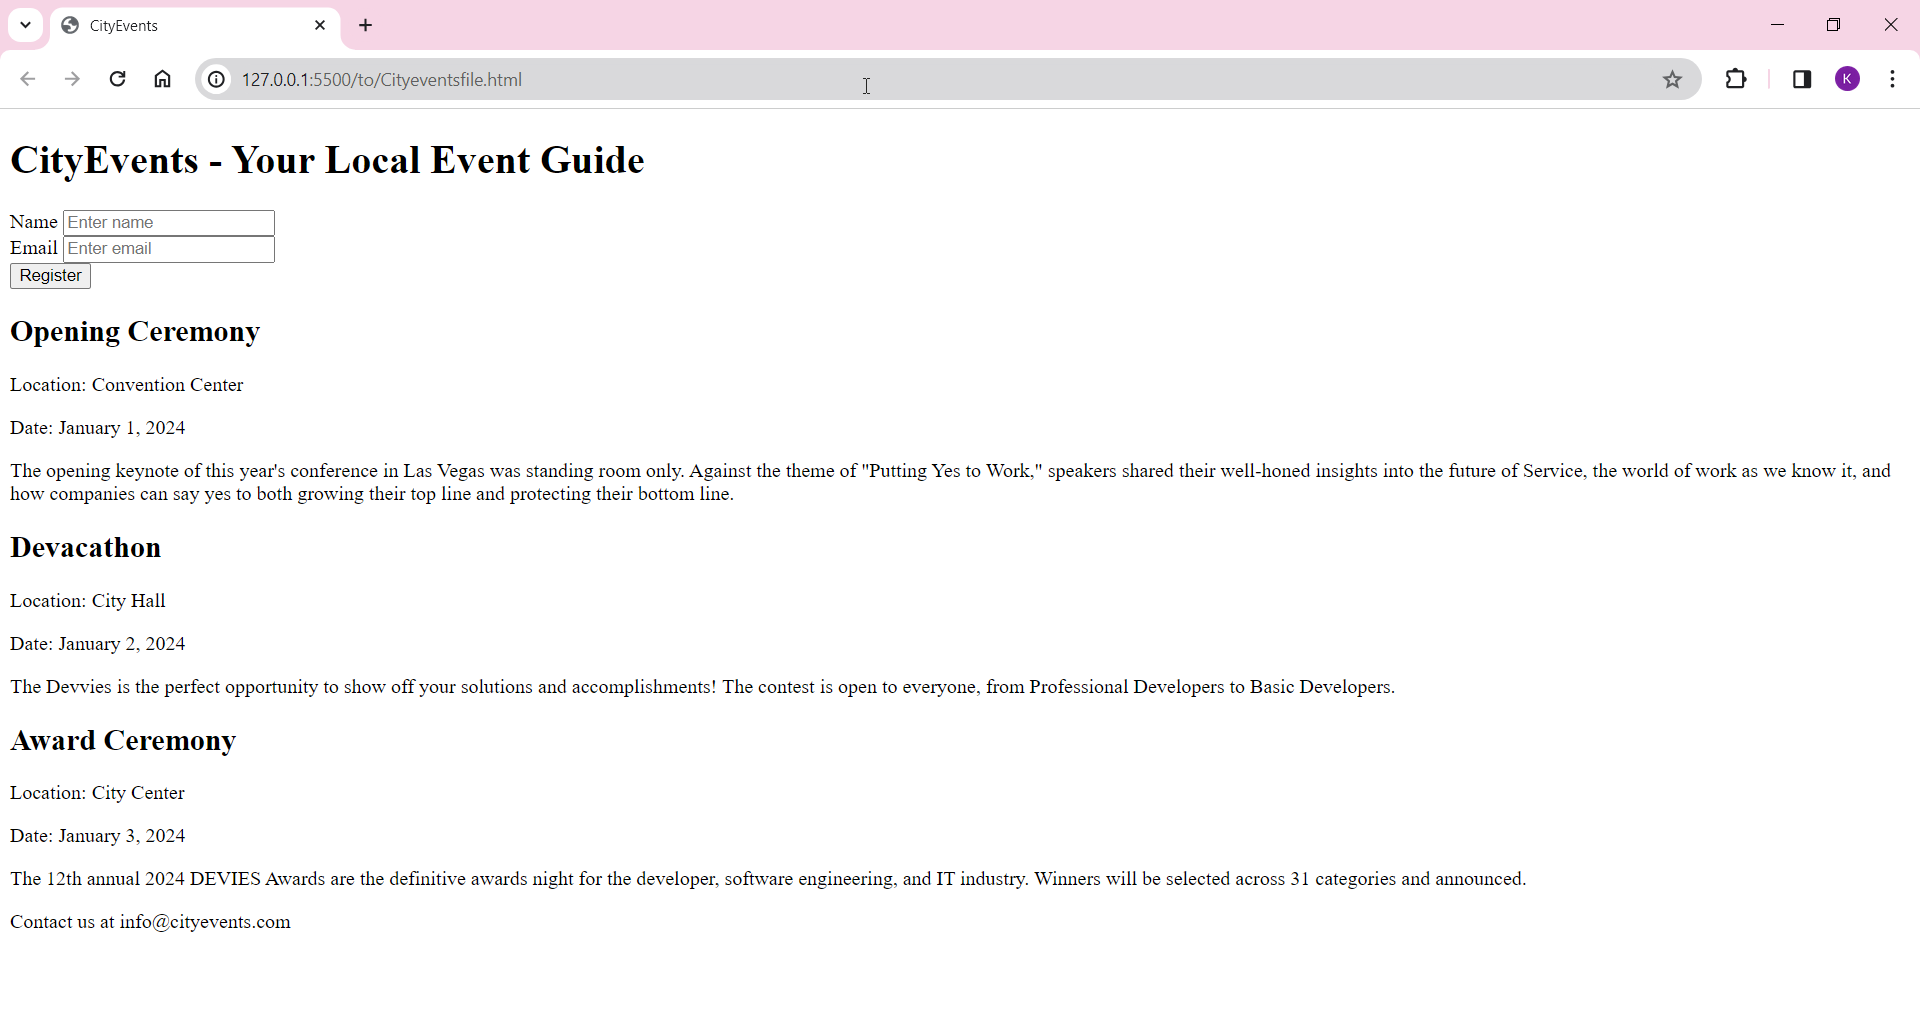 CityEvents
127.0.0.1:5500/to/Cityeventsfile.html
K
CityEvents - Your Local Event Guide
Name Enter name
Email Enter email
Register
Opening Ceremony
Location: Convention Center
Date: January 1, 2024
The opening keynote of this year's conference in Las Vegas was standing room only. Against the theme of "Putting Yes to Work," speakers shared their well-honed insights into the future of Service, the world of work as we know it, and
how companies can say yes to both growing their top line and protecting their bottom line.
Devacathon
Location: City Hall
Date: January 2, 2024
The Devvies is the perfect opportunity to show off your solutions and accomplishments! The contest is open to everyone, from Professional Developers to Basic Developers.
Award Ceremony
Location: City Center
Date: January 3, 2024
The 12th annual 2024 DEVIES Awards are the definitive awards night for the developer, software engineering, and IT industry. Winners will be selected across 31 categories and announced.
Contact us at info@cityevents.com